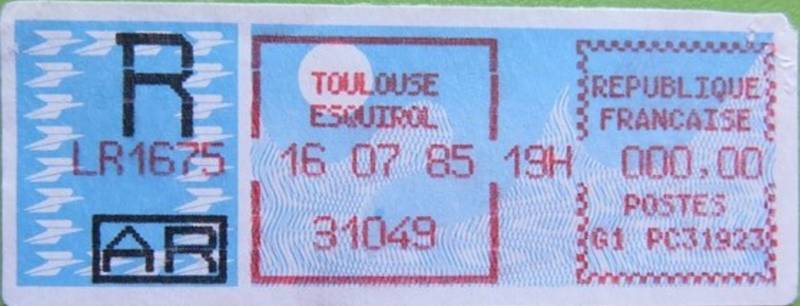 R
LR1675
AR
TOULOUSE
ESQUIROL
16 07 85 19H
31049
REPUBLIQUE
FRANCAISE
000,00
POSTES
G1 PC31923